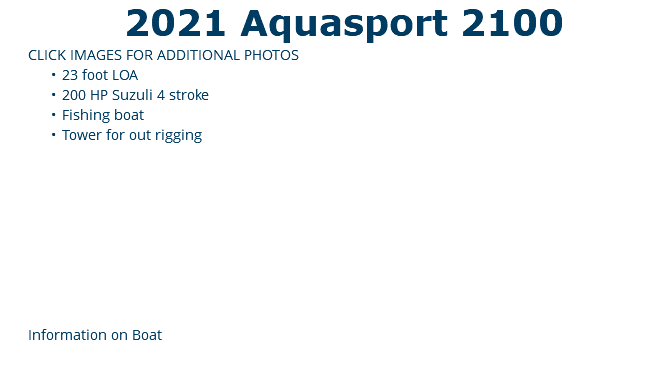 2021 Aquasport 2100
CLICK IMAGES FOR ADDITIONAL PHOTOS
• 23 foot LOA
• 200 HP Suzuli 4 stroke
• Fishing boat
• Tower for out rigging
Information on Boat